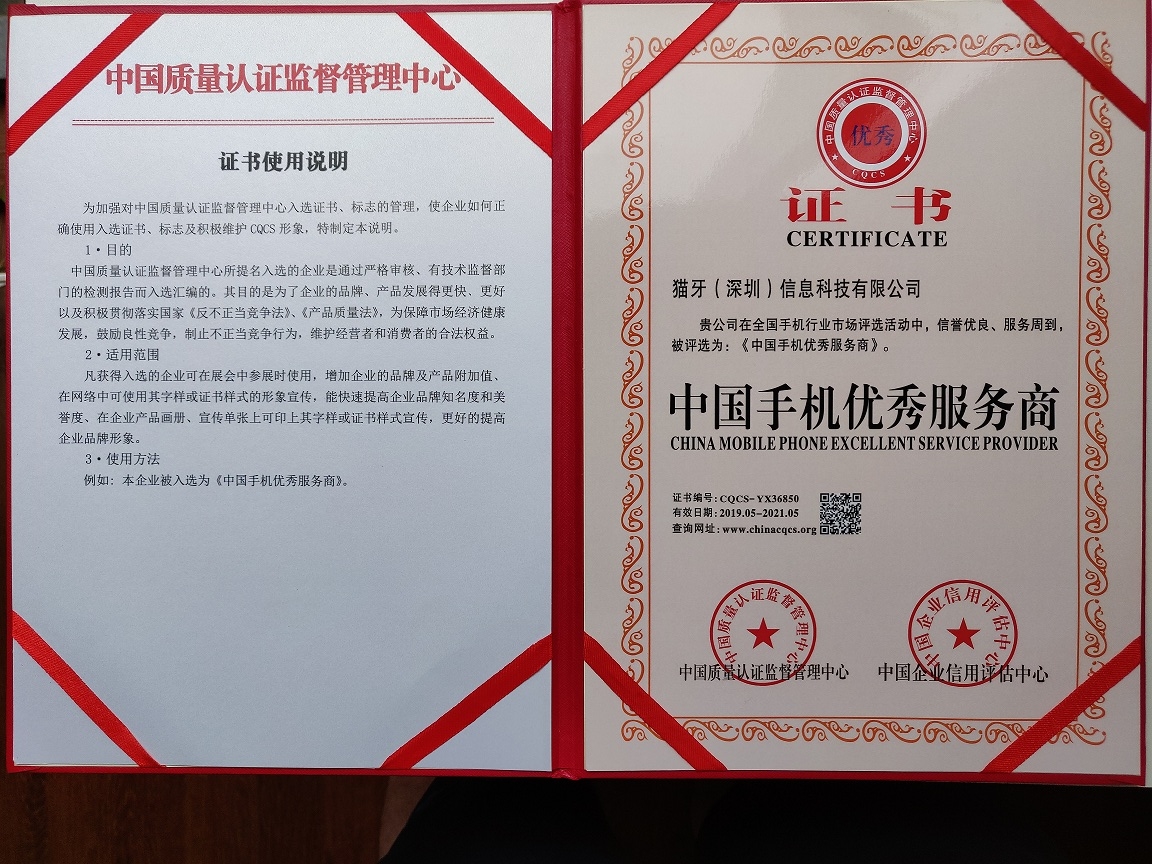 中国质量认证监督管理中心
证书使用说明
为加强对中国质量认证监督管理中心入选证书、标志的管理，使企业如何正
确使用入选证书、标志及积极维护CQCS形象，特制定本说明。
1·目的
中国质量认证监督管理中心所提名入选的企业是通过严格审核、有技术监督部
门的检测报告而入选汇编的。其目的是为了企业的品牌、产品发展得更快、更好
以及积极贯彻落实国家《反不正当竞争法》、《产品质量法》，为保障市场经济健康
发展，鼓励良性竞争，制止不正当竞争行为，维护经营者和消费者的合法权益。
2·适用范围
凡获得入选的企业可在展会中参展时使用，增加企业的品牌及产品附加值、
在网络中可使用其字样或证书样式的形象宣传，能快速提高企业品牌知名度和美
誉度、在企业产品画册、宣传单张上可印上其字样或证书样式宣传，更好的提高
企业品牌形象。
3·使用方法
例如：本企业被入选为《中国手机优秀服务商》。
中国质量认证监督管理中心
优秀
CQCS
证书
CERTIFICATE
猫牙（深圳）信息科技有限公司
贵公司在全国手机行业市场评选活动中，信誉优良、服务周到，
被评选为：《中国手机优秀服务商》。
中国手机优秀服务商
CHINA MOBILE PHONE EXCELLENT SERVICE PROVIDER
证书编号：CQCS-YX36850
有效日期：2019.05-2021.05
查询网址：www.chinacqcs.org
中国质量认证监督管理中心
中国企业信用评估中心
中国质量认证监督管理中心
中国企业信用评估中心